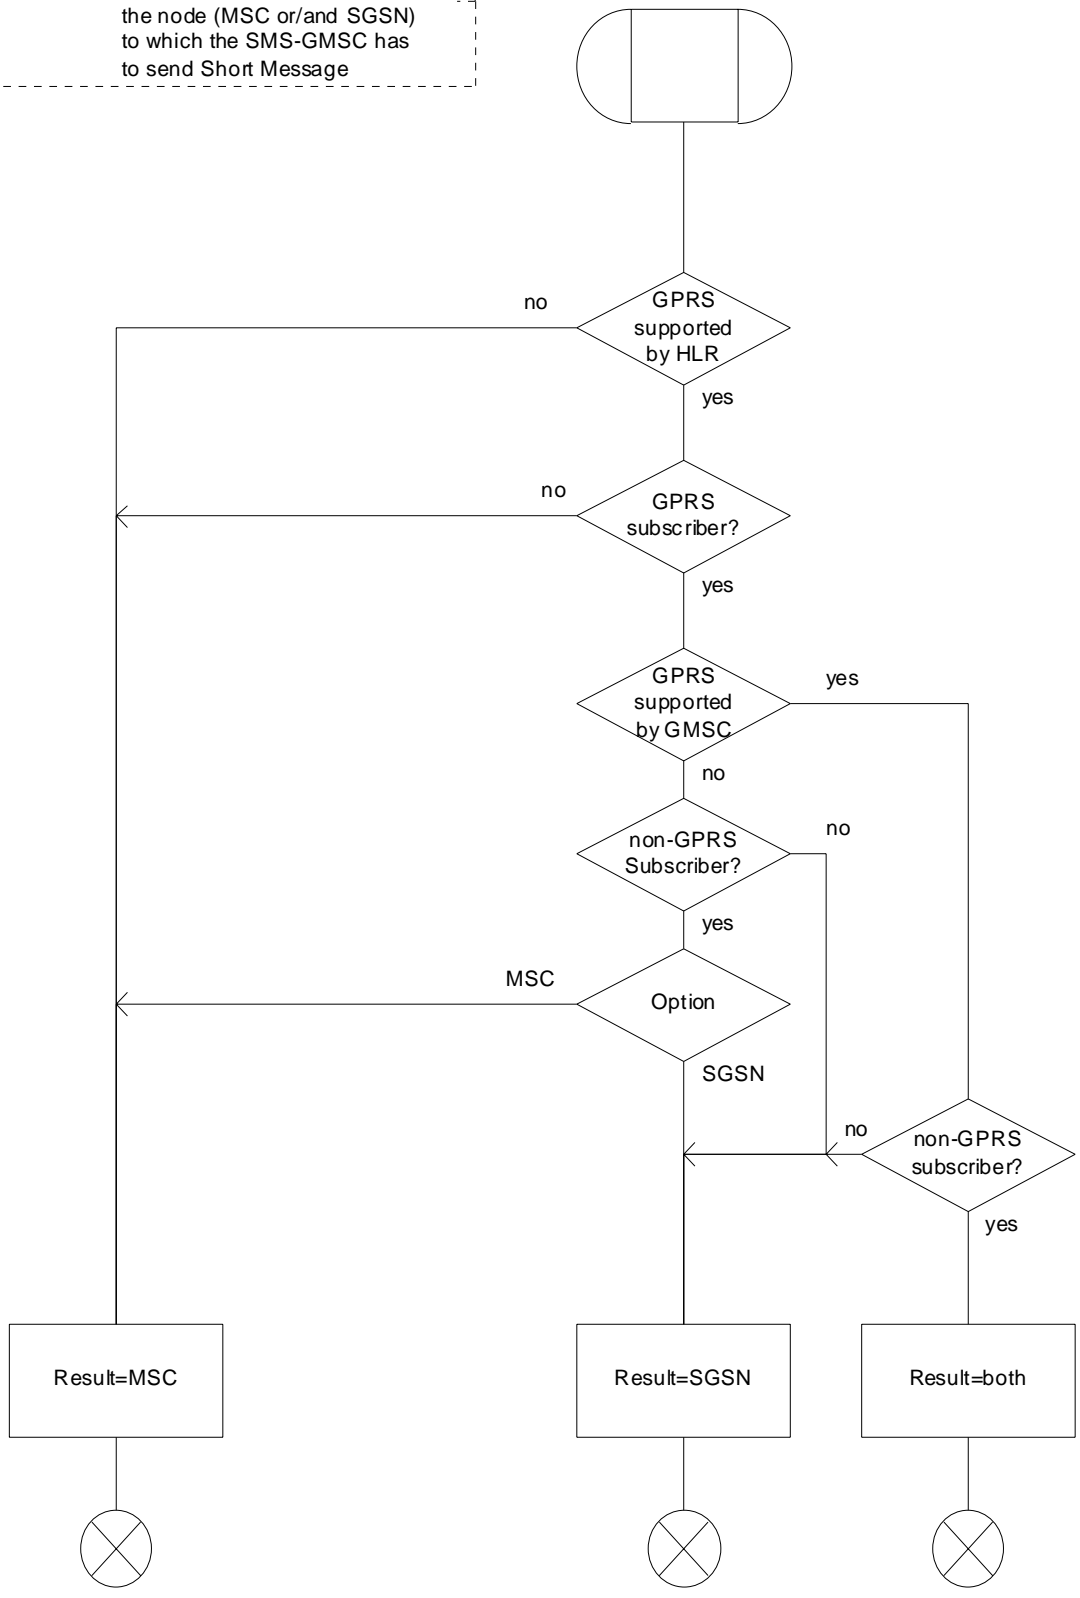 the node (MSC or/and SGSN)
to which the SMS-GMSC has
to send Short Message
no
GPRS
supported
by HLR
yes
no
GPRS
subscriber?
yes
GPRS
supported
by GMSC
yes
no
non-GPRS
Subscriber?
no
yes
MSC
Option
SGSN
no
non-GPRS
subscriber?
yes
Result=MSC
Result=SGSN
Result=both